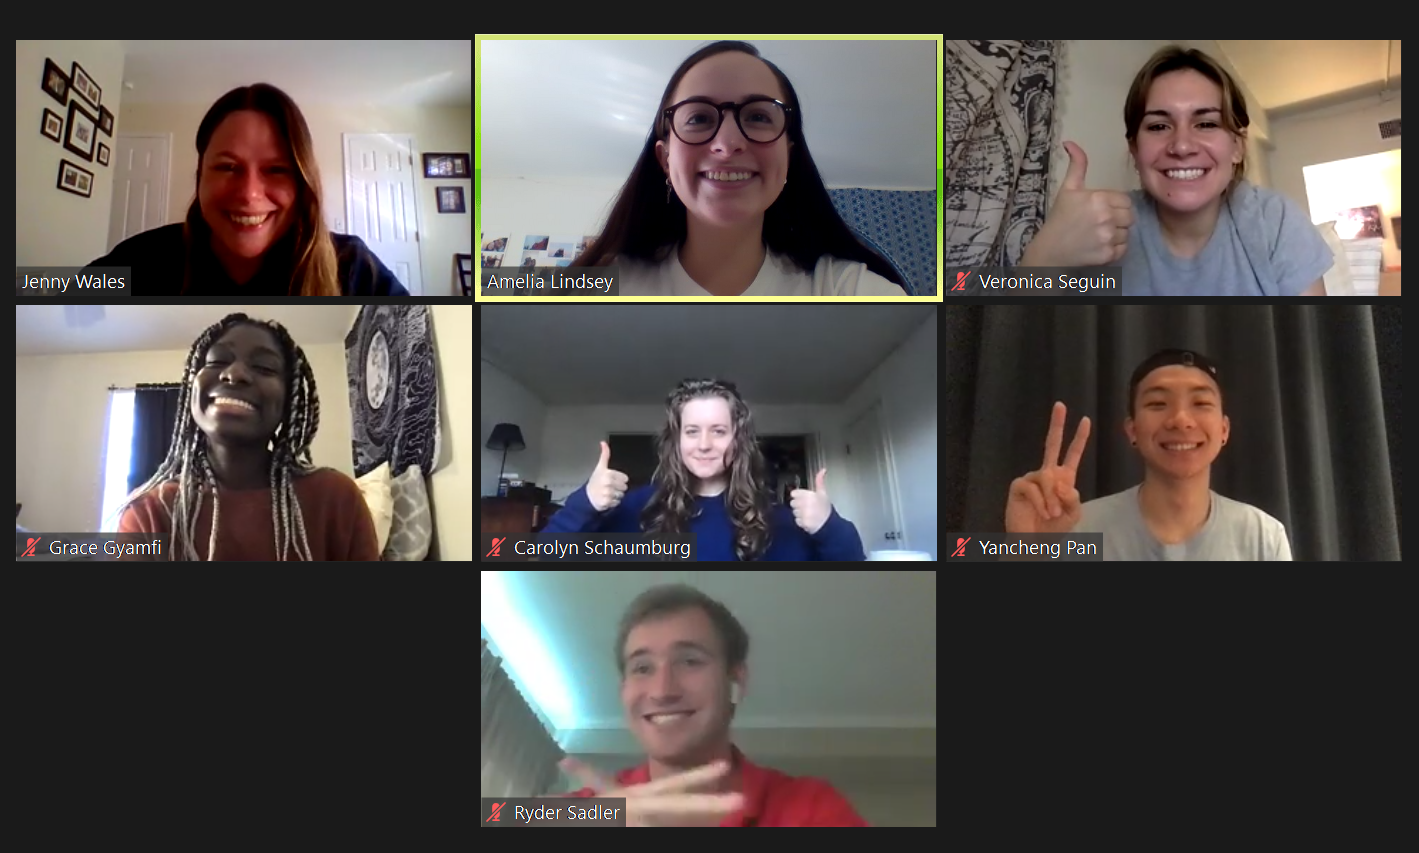 Jenny Wales
Amelia Lindsey
Veronica Seguin
Grace Gyamfi
Carolyn Schaumburg
Yancheng Pan
Ryder Sadler